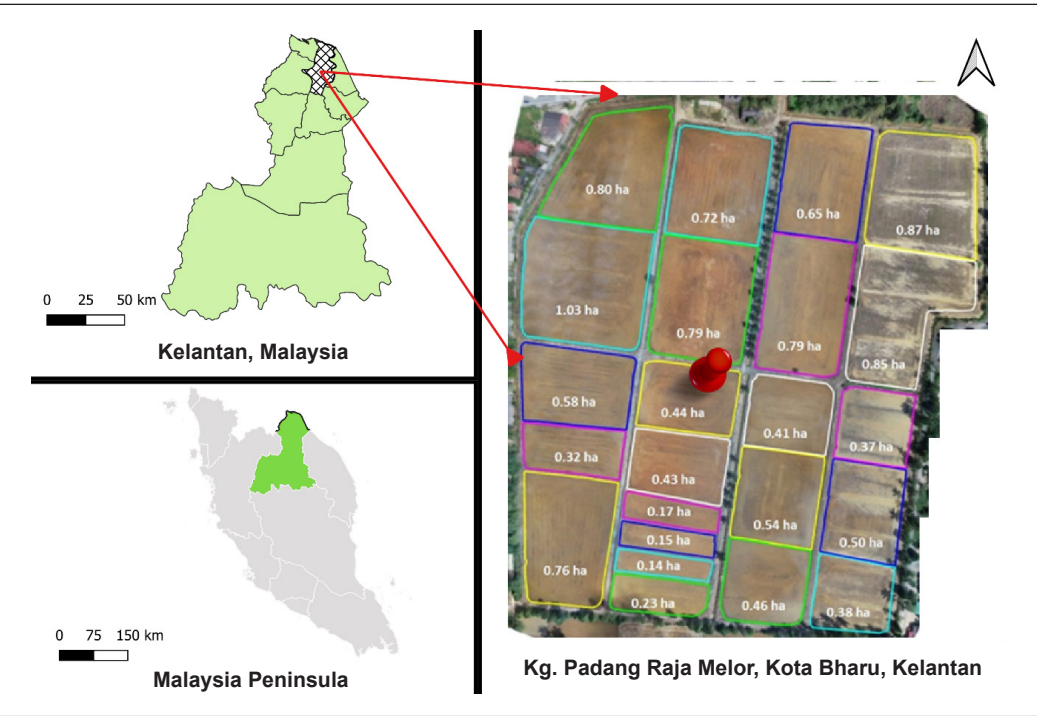 0 25 50 km
Kelantan, Malaysia
0 75 150 km
Malaysia Peninsula
0.80 ha
0.72 ha
0.65 ha
0.87 ha
1.03 ha
0.79 ha
0.79 ha
0.85 ha
0.58 ha
0.44 ha
0.41 ha
0.37 ha
0.32 ha
0.43 ha
0.17 ha
0.54 ha
0.50 ha
0.15 ha
0.14 ha
0.76 ha
0.23 ha
0.46 ha
0.38 ha
Kg. Padang Raja Melor, Kota Bharu, Kelantan